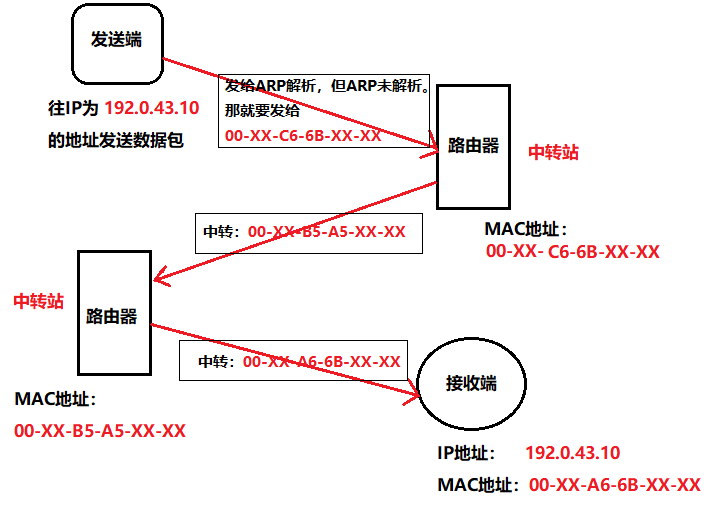 发送端
往IP为 192.0.43.10
的地址发送数据包
发给ARP解析，但ARP未解析。
那就要发给
00-XX-C6-6B-XX-XX
路由器
中转站
MAC地址：
00-XX- C6-6B-XX-XX
中转：00-XX-B5-A5-XX-XX
中转站
路由器
MAC地址：
00-XX-B5-A5-XX-XX
中转：00-XX-A6-6B-XX-XX
接收端
IP地址： 192.0.43.10
MAC地址：00-XX-A6-6B-XX-XX